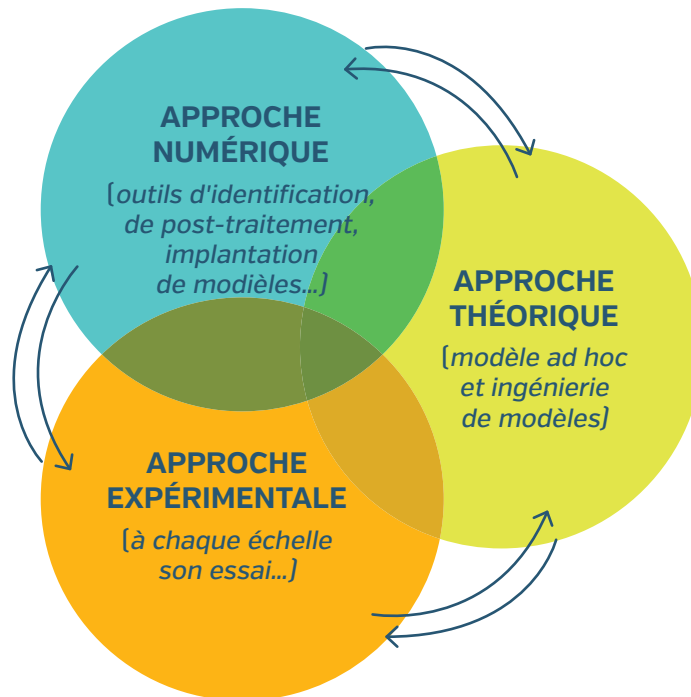 APPROCHE
NUMÉRIQUE
(outils d'identification,
de post-traitement,
implantation
de modièles...)
APPROCHE
THÉORIQUE
(modèle ad hoc
et ingénierie
de modèles)
APPROCHE
EXPÉRIMENTALE
(à chaque échelle
son essai...)